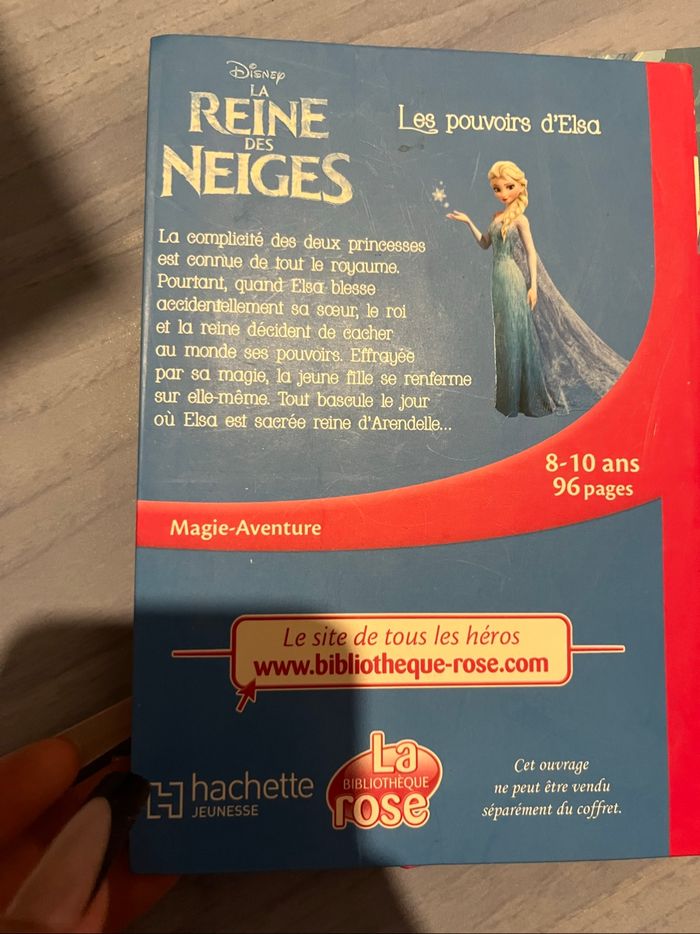 Disney
LA
REINE
DES
NEIGES
Les pouvoirs d'Elsa
La complicité des deux princesses
est connue de tout le royaume.
Pourtant, quand Elsa blesse
accidentellement sa sœur, le roi
et la reine décident de cacher
au monde ses pouvoirs. Effrayée
par sa magie, la jeune fille se renferme
sur elle-même. Tout bascule le jour
où Elsa est sacrée reine d'Arendelle...
8-10 ans
96 pages
Magie-Aventure
Le site de tous les héros
www.bibliotheque-rose.com
hachette
JEUNESSE
La
BIBLIOTHÈQUE
rose
Cet ouvrage
ne peut être vendu
séparément du coffret.